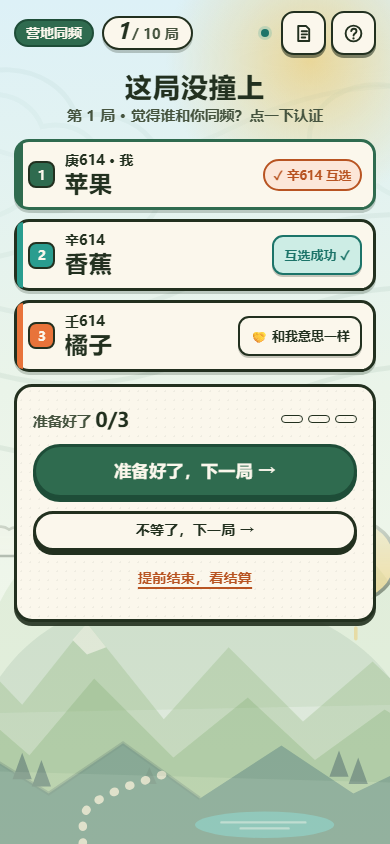 营地同频
1 / 10 局
这局没撞上
第 1 局 • 觉得谁和你同频？点一下认证
1
庚614 • 我
苹果
✓ 辛614 互选
2
辛614
香蕉
互选成功 ✓
3
壬614
橘子
🤝 和我意思一样
准备好了 0/3
准备好了，下一局 →
不等了，下一局 →
提前结束，看结算